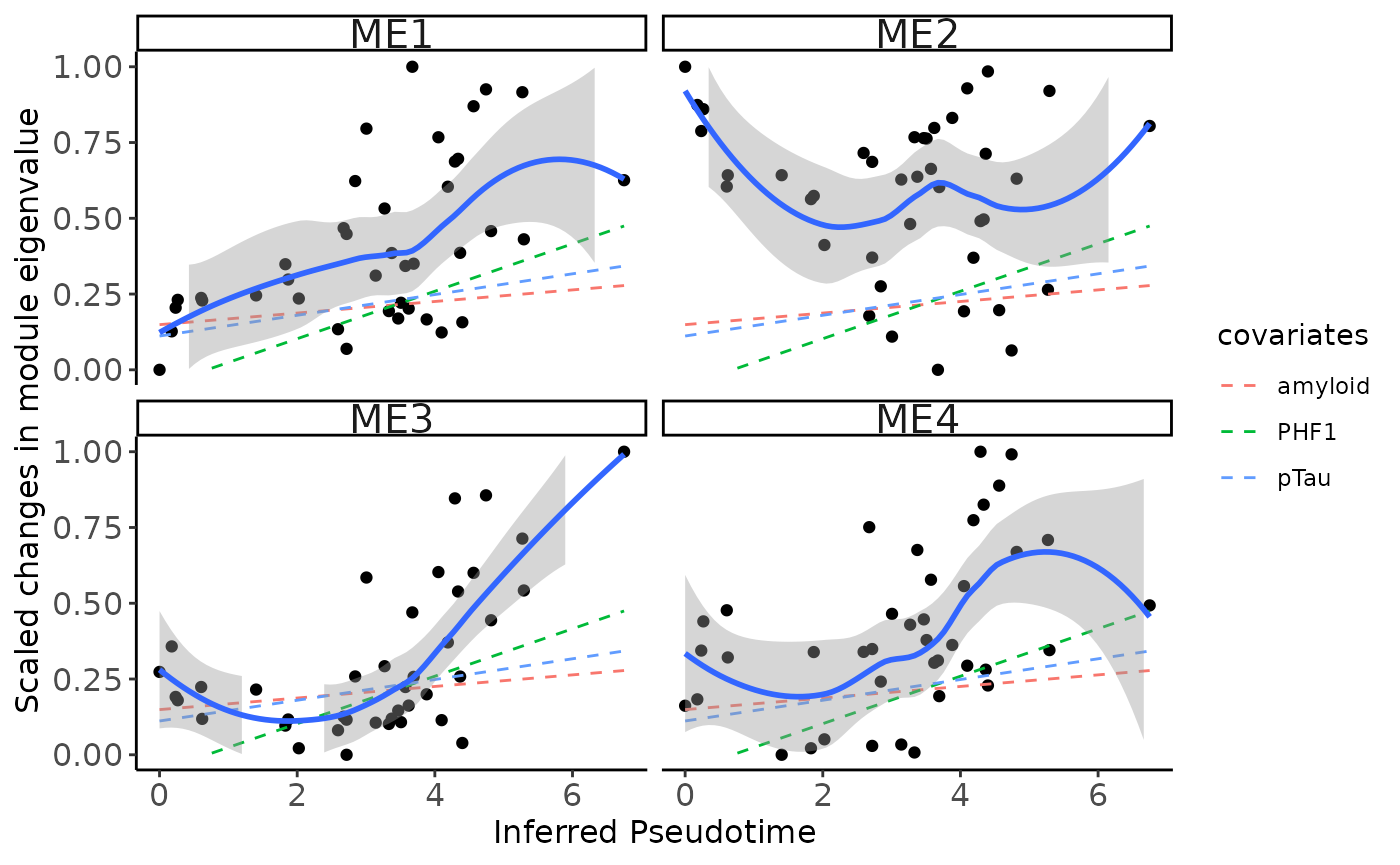 ME1
ME2
1.00
0.75
0.50
0.25
0.00
ME3
ME4
1.00
0.75
0.50
0.25
0.00
0
2
4
6
0
2
4
6
Inferred Pseudotime
Scaled changes in module eigenvalue
covariates
amyloid
PHF1
pTau